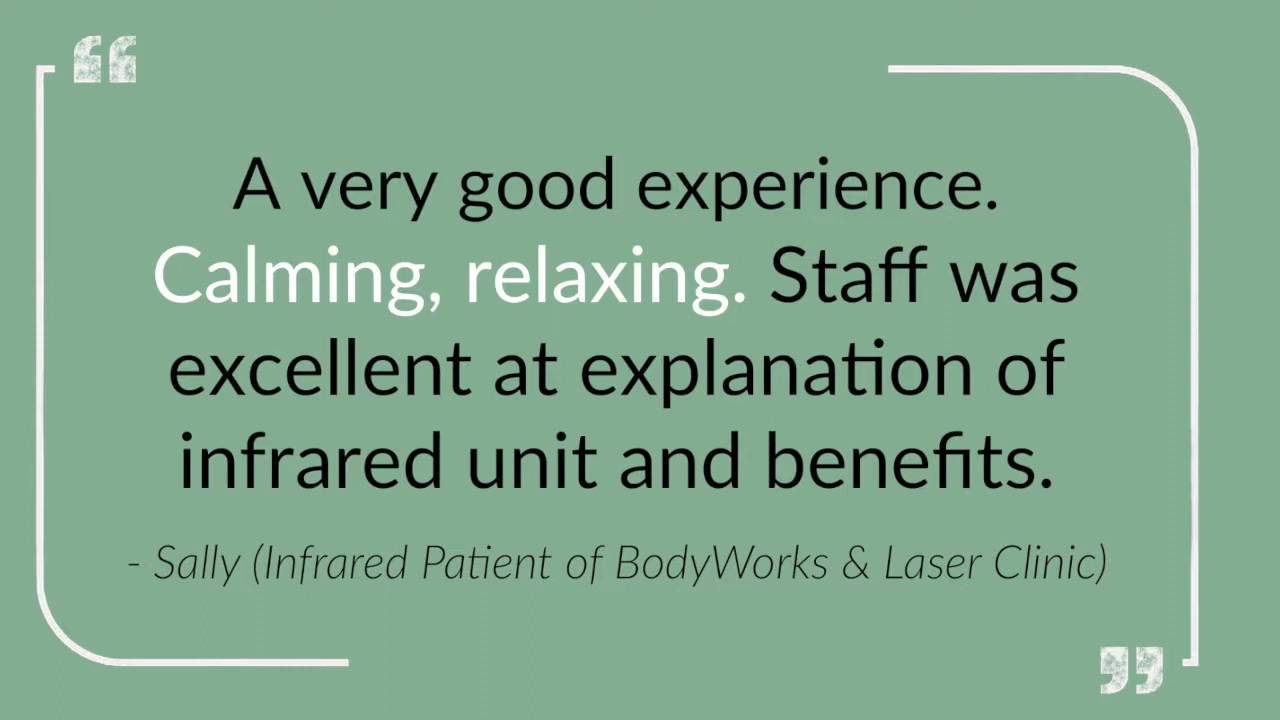 “
A very good experience.
Calming, relaxing. Staff was
excellent at explanation of
infrared unit and benefits.
- Sally (Infrared Patient of BodyWorks & Laser Clinic)
”